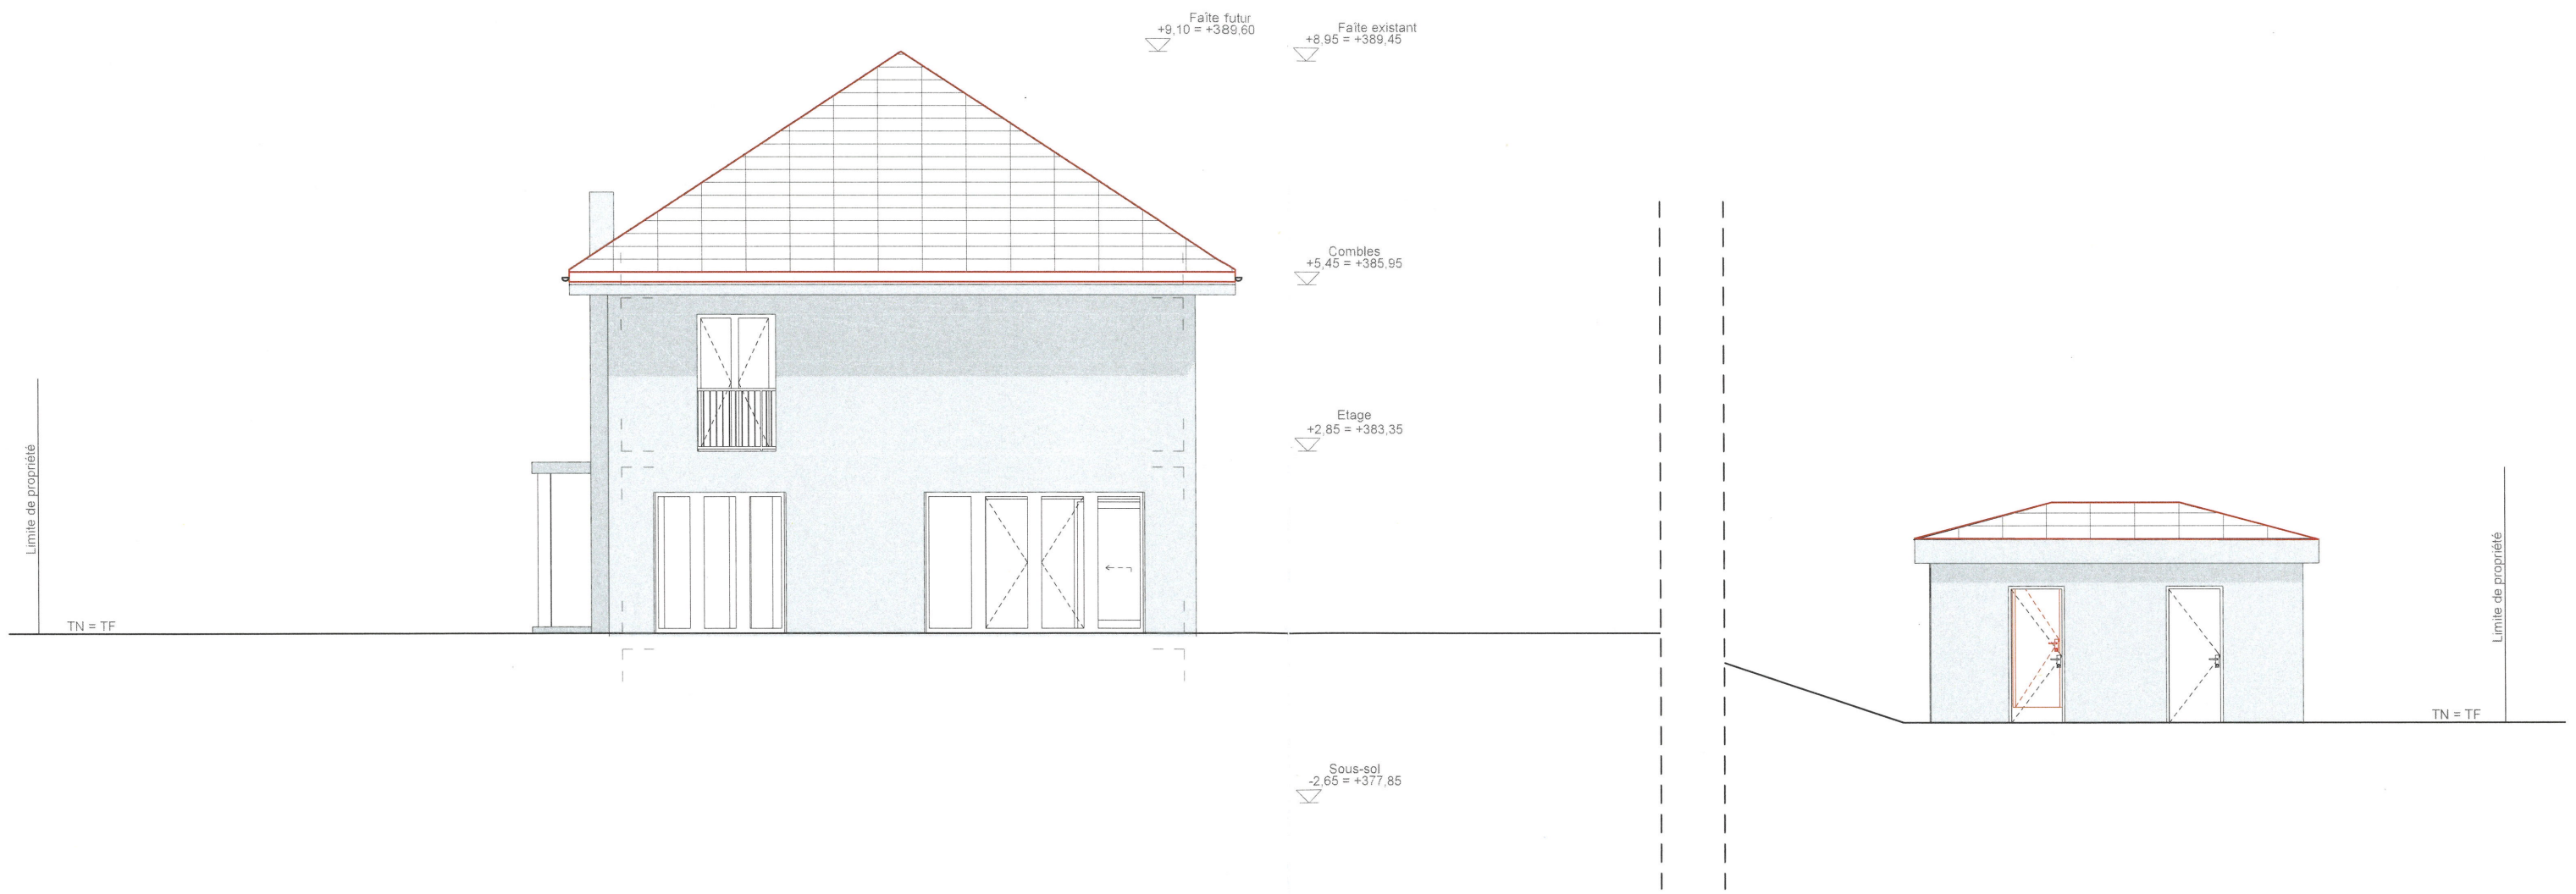 Faîte futur
+9,10 = +389,60
Faîte existant
+8,95 = +389,45
Combles
+5,45 = +385,95
Etage
+2,85 = +383,35
Limite de propriété
TN = TF
Sous-sol
-2,65 = +377,85
Limite de propriété
TN = TF